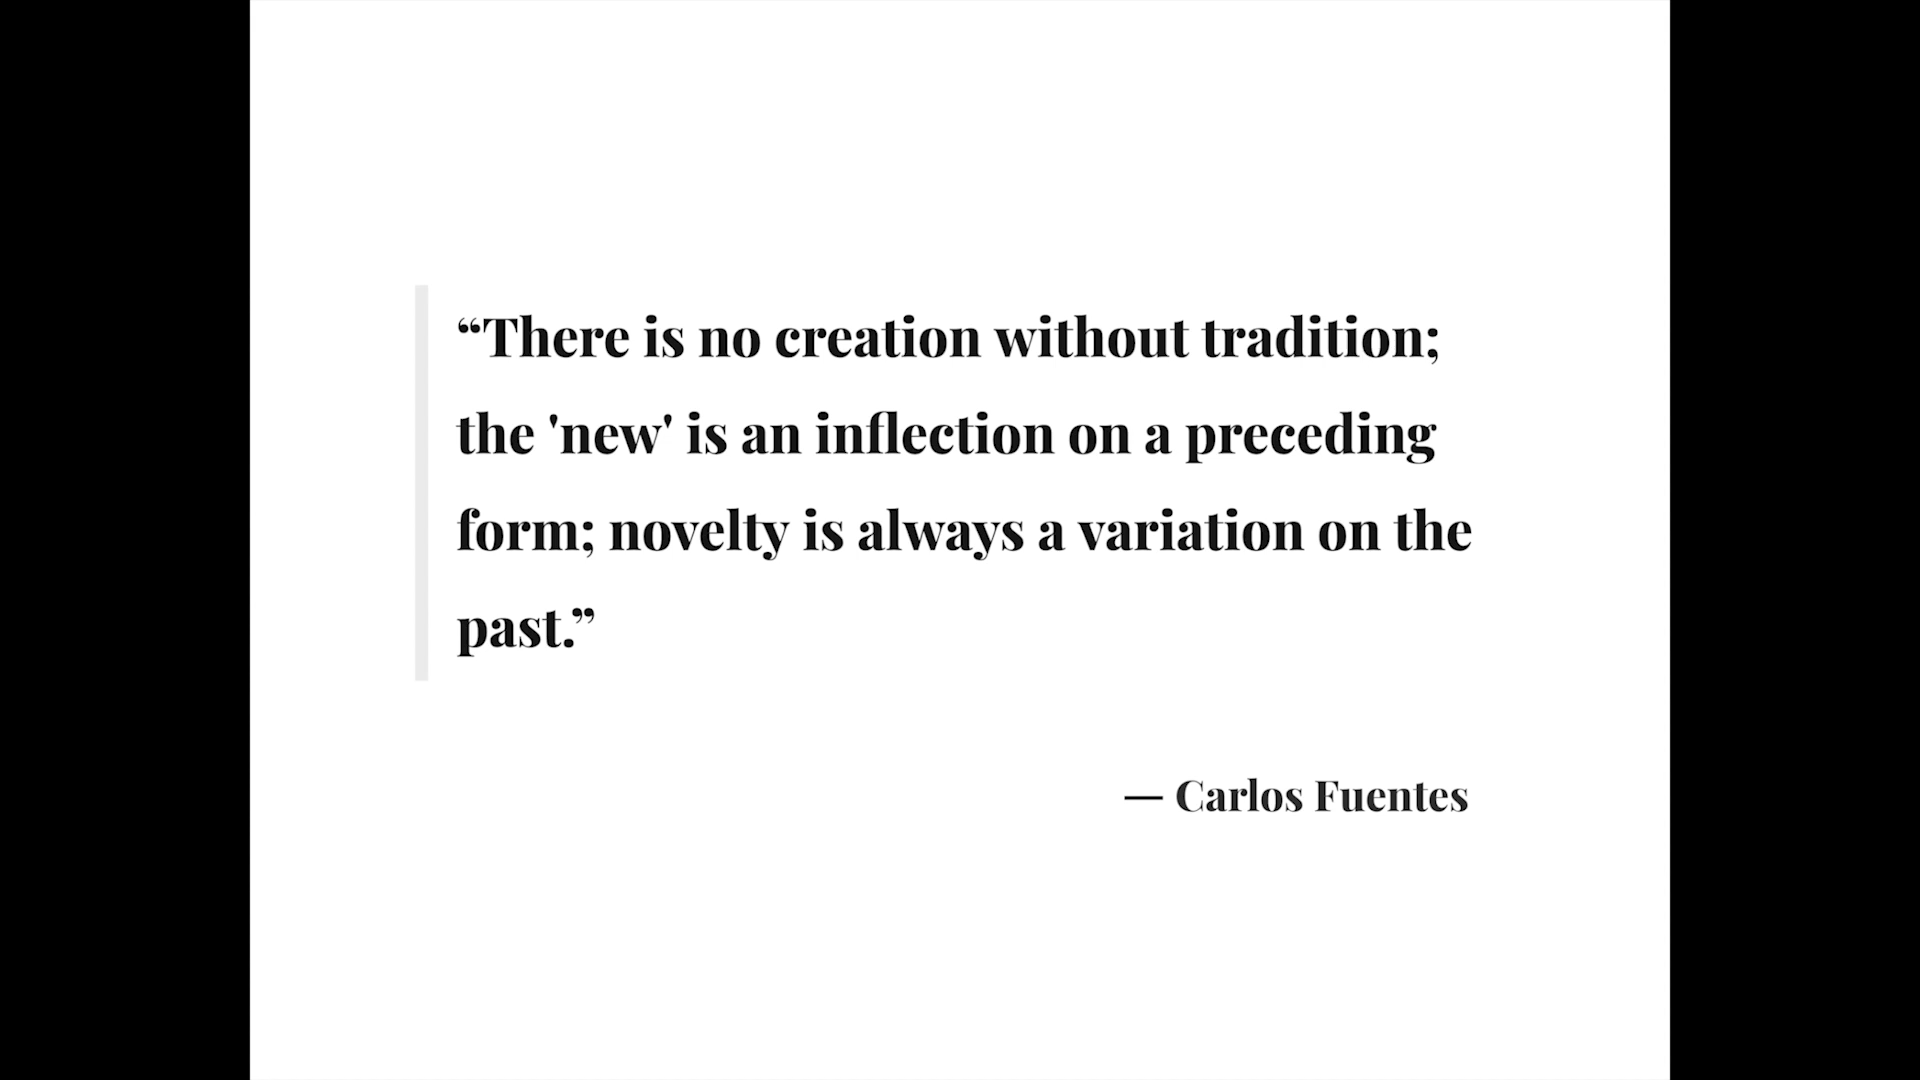 “There is no creation without tradition;
the 'new' is an inflection on a preceding
form; novelty is always a variation on the
past.”
— Carlos Fuentes